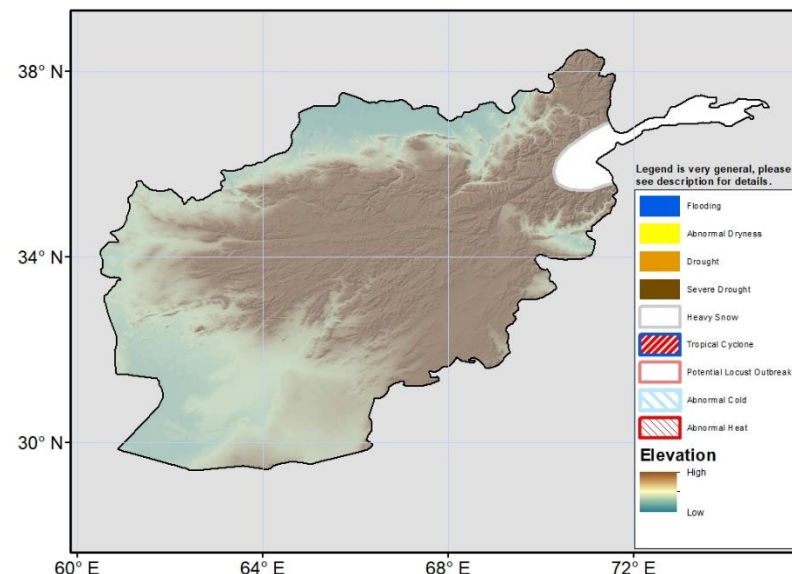 38° N
34° N
30° N
60° E
64° E
68° E
72° E
Legend is very general, please
see description for details.
Flooding
Abnormal Dryness
Drought
Severe Drought
Heavy Snow
Tropical Cyclone
Potential Locust Outbreak
Abnormal Cold
Abnormal Heat
Elevation
High
Low